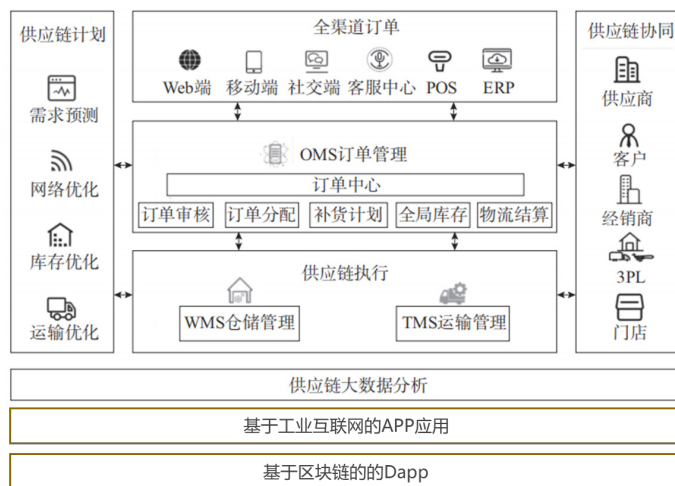 供应链计划
需求预测
网络优化
库存优化
运输优化
全渠道订单
Web端 移动端 社交端 客服中心 POS ERP
OMS订单管理
订单中心
订单审核 订单分配 补货计划 全局库存 物流结算
供应链执行
WMS仓储管理 TMS运输管理
供应链协同
供应商
客户
经销商
3PL
门店
供应链大数据分析
基于工业互联网的APP应用
基于区块链的的Dapp